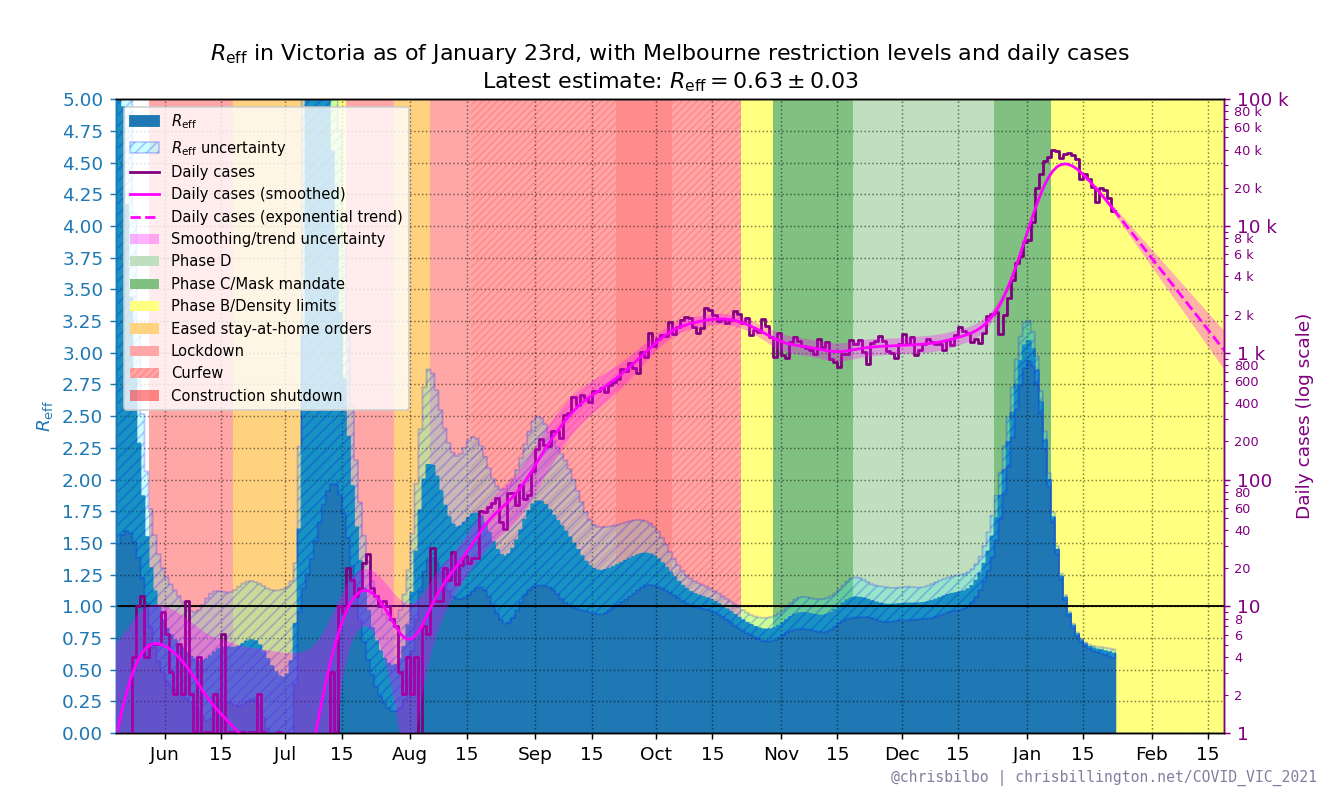 Reff in Victoria as of January 23rd, with Melbourne restriction levels and daily cases
Latest estimate: Reff = 0.63 ± 0.03
5.00
4.75
4.50
4.25
4.00
3.75
3.50
3.25
3.00
2.75
2.50
2.25
2.00
1.75
1.50
1.25
1.00
0.75
0.50
0.25
0.00
Reff
Reff
Reff uncertainty
Daily cases
Daily cases (smoothed)
Daily cases (exponential trend)
Smoothing/trend uncertainty
Phase D
Phase C/Mask mandate
Phase B/Density limits
Eased stay-at-home orders
Lockdown
Curfew
Construction shutdown
100 k
80 k
60 k
40 k
20 k
10 k
8 k
6 k
4 k
2 k
1 k
800
600
400
200
100
80
60
40
20
10
8
6
4
2
1
Daily cases (log scale)
Jun 15 Jul 15 Aug 15 Sep 15 Oct 15 Nov 15 Dec 15 Jan 15 Feb 15
@chrisbilbo | chrisbillington.net/COVID_VIC_2021